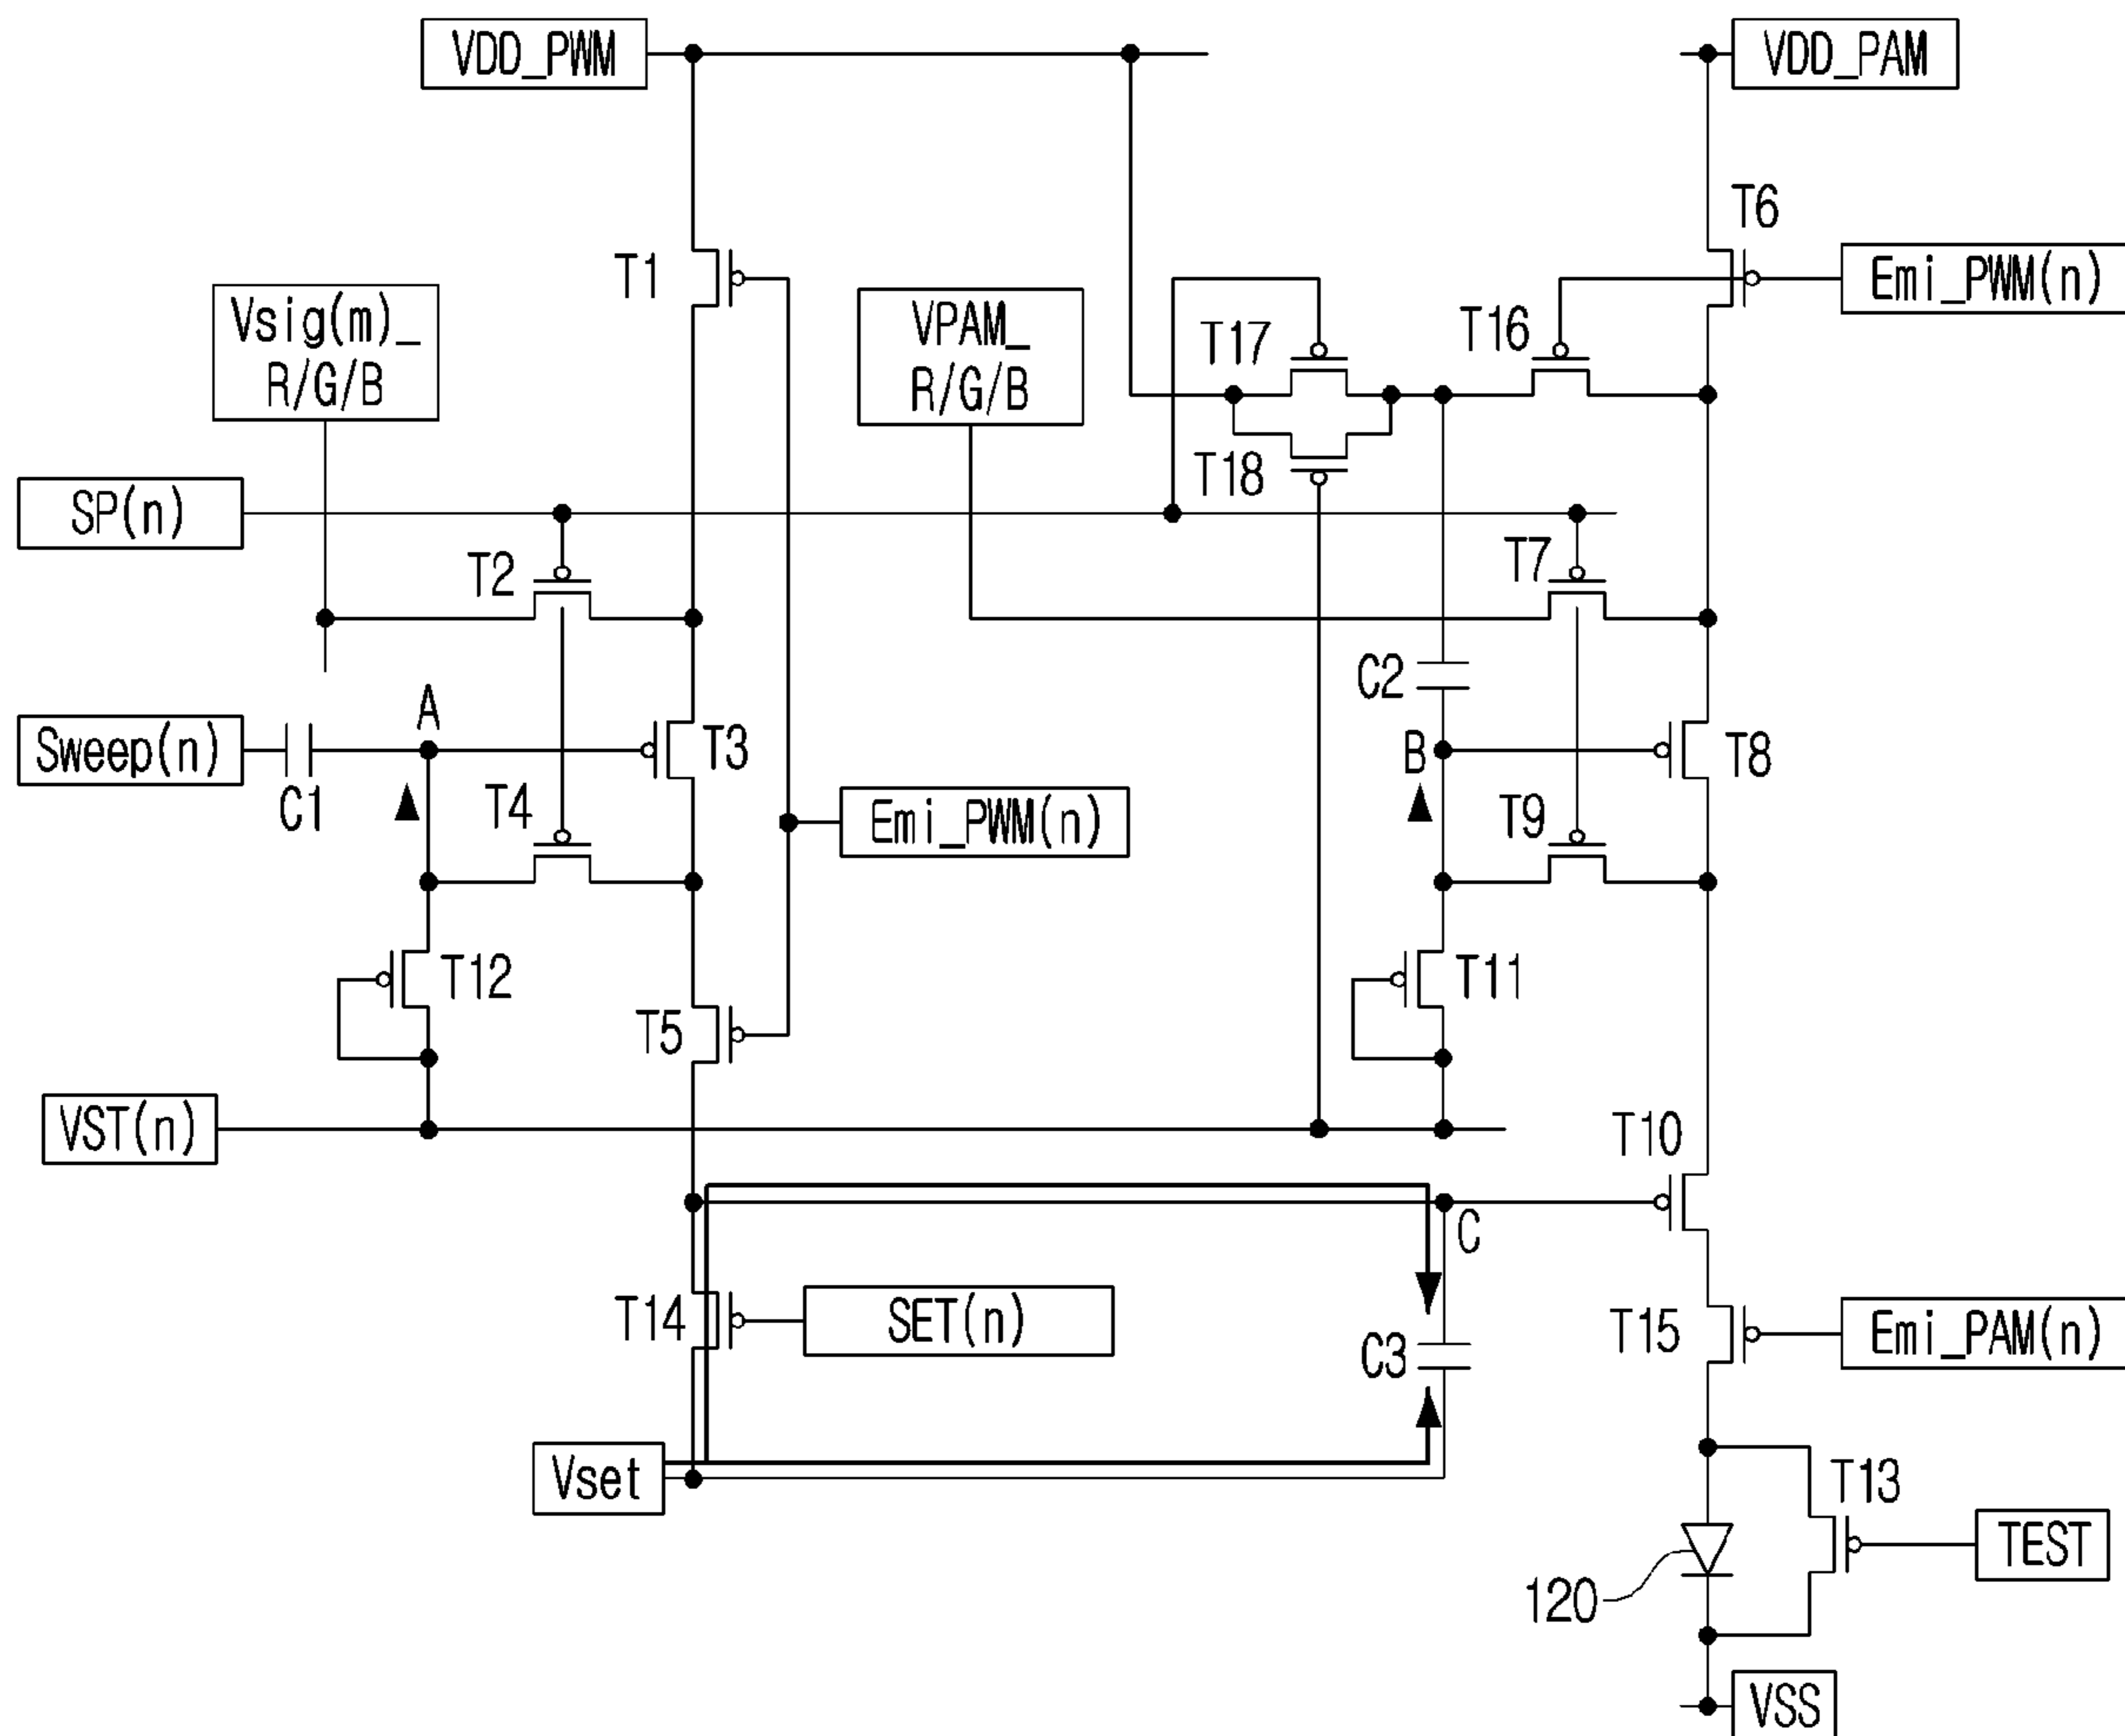 VDD_PWM
VDD_PAM
T6
T1
Emi_PWM(n)
Vsig(m)_
R/G/B
VPAM_
R/G/B
T17
T16
T18
SP(n)
T2
T7
C2
A
Sweep(n)
C1
T3
B
T8
T4
T9
Emi_PWM(n)
T12
T11
T5
VST(n)
T10
C
T14
SET(n)
C3
T15
Emi_PAM(n)
Vset
T13
TEST
120
VSS